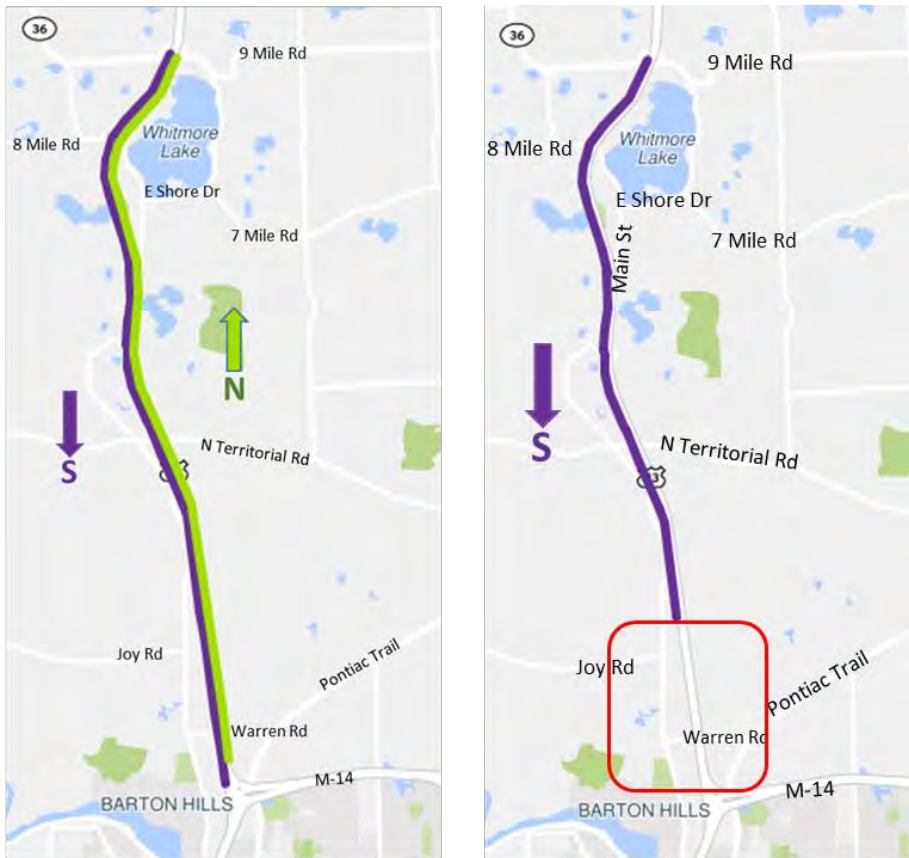 36
9 Mile Rd
8 Mile Rd
Whitmore
Lake
E Shore Dr
7 Mile Rd
N
S
N Territorial Rd
Joy Rd
Pontiac Trail
Warren Rd
M-14
BARTON HILLS
36
9 Mile Rd
8 Mile Rd
Whitmore
Lake
E Shore Dr
7 Mile Rd
Main St
S
N Territorial Rd
Joy Rd
Pontiac Trail
Warren Rd
M-14
BARTON HILLS